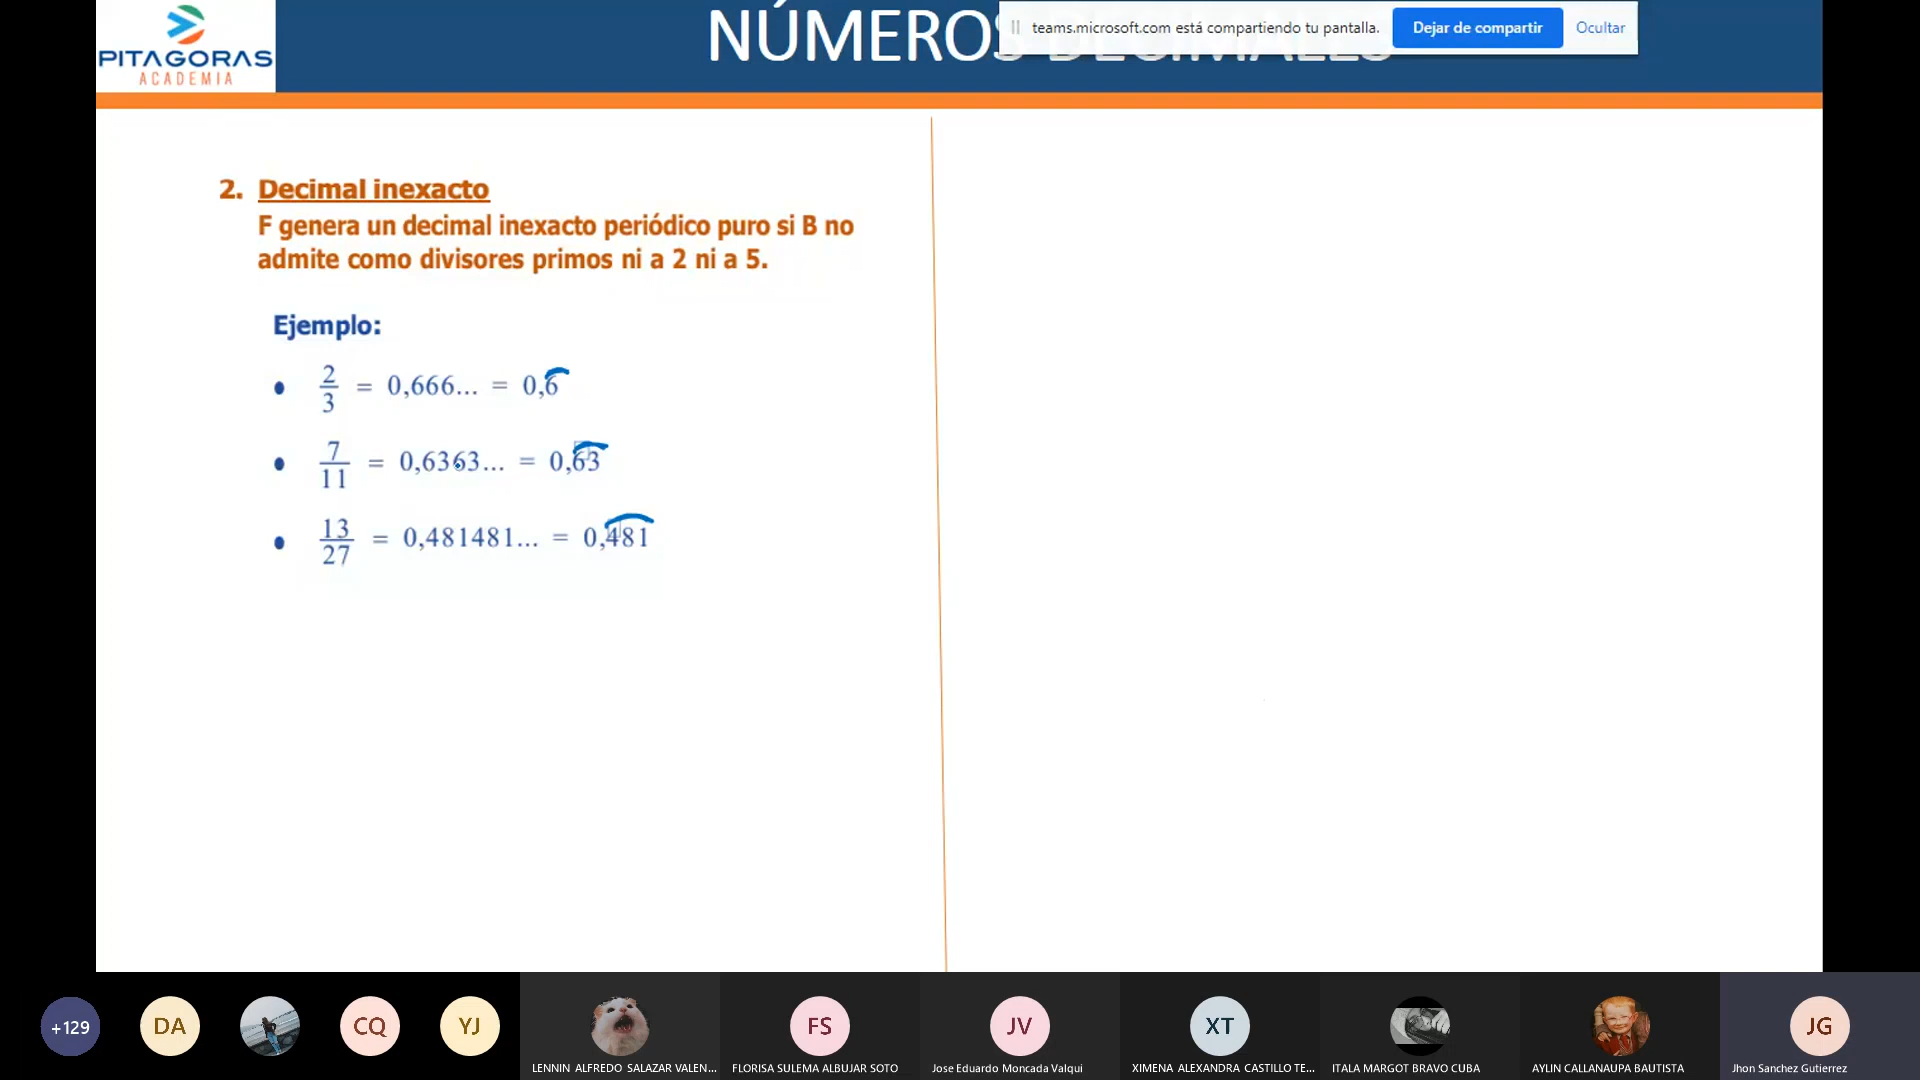 PITAGORAS
ACADEMIA
NÚMEROS DECIMALES
teams.microsoft.com está compartiendo tu pantalla.
Dejar de compartir
Ocultar
2. Decimal inexacto
F genera un decimal inexacto periódico puro si B no
admite como divisores primos ni a 2 ni a 5.
Ejemplo:
• 2/3 = 0,666... = 0,6
• 7/11 = 0,6363... = 0,63
• 13/27 = 0,481481... = 0,481
+129
DA
CQ
YJ
FS
JV
XT
JG
LENNIN ALFREDO SALAZAR VALEN...
FLORISA SULEMA ALBUJAR SOTO
Jose Eduardo Moncada Valqui
XIMENA ALEXANDRA CASTILLO TE...
ITALA MARGOT BRAVO CUBA
AYLIN CALLANAUPA BAUTISTA
Jhon Sanchez Gutierrez